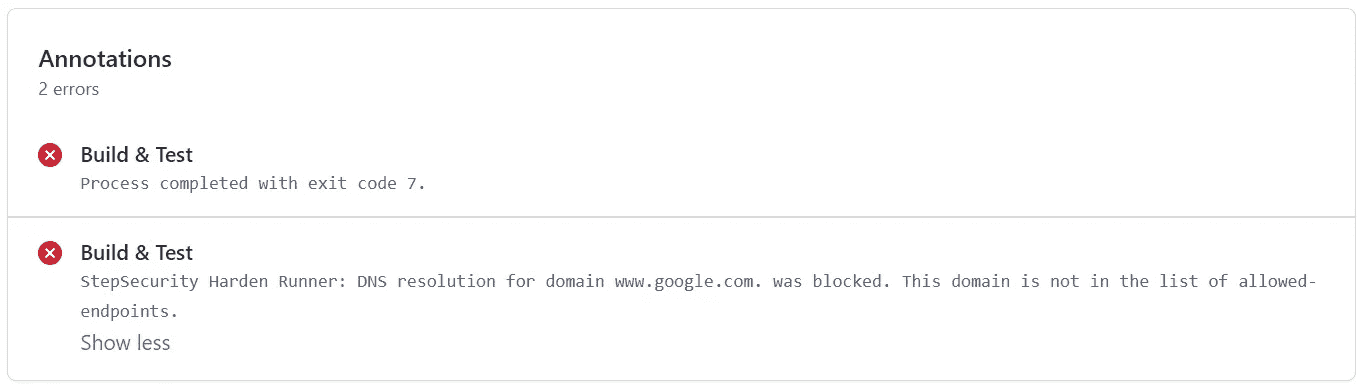 Annotations
2 errors
Build & Test
Process completed with exit code 7.
Build & Test
StepSecurity Harden Runner: DNS resolution for domain www.google.com. was blocked. This domain is not in the list of allowed-
endpoints.
Show less